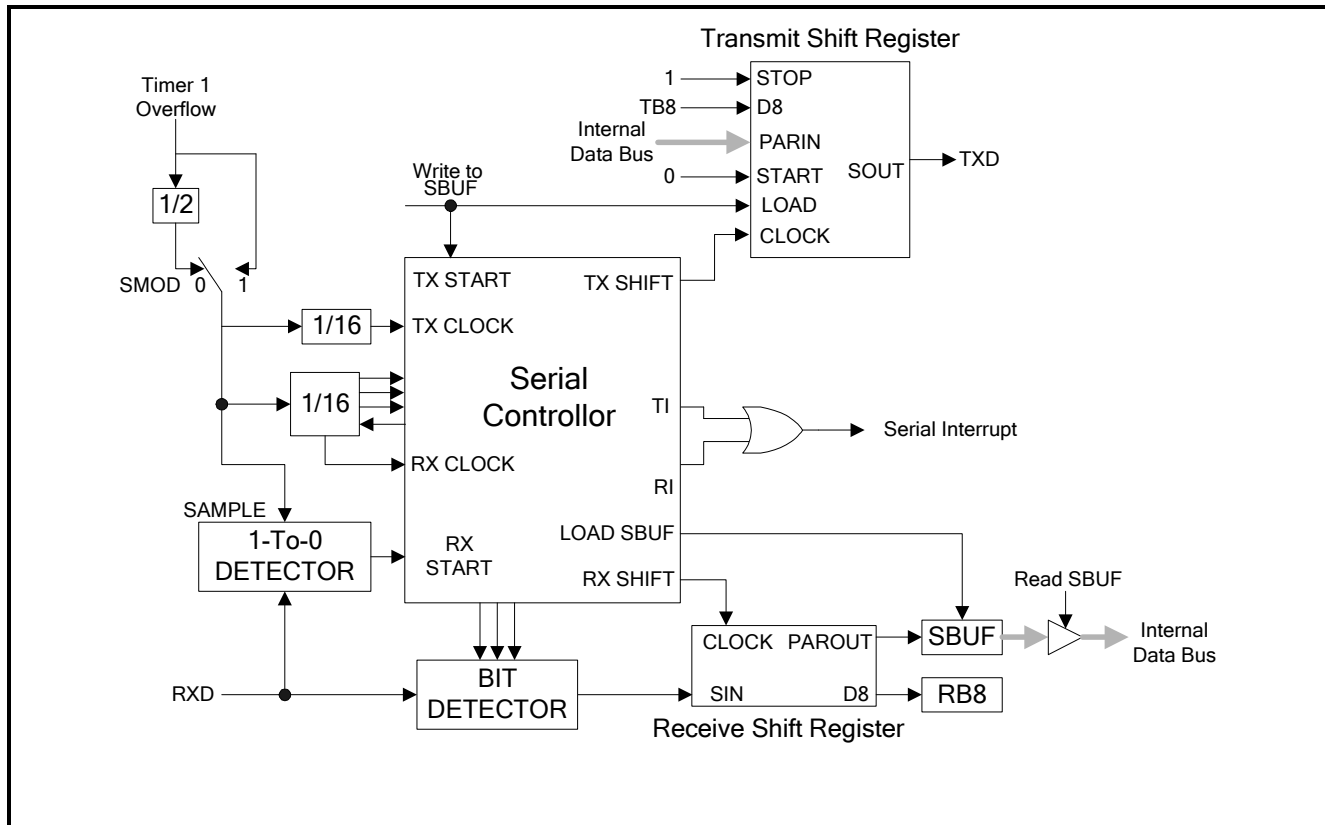 Transmit Shift Register
1
STOP
TB8
D8
Internal
Data Bus
PARIN
0
START
SOUT
TXD
LOAD
CLOCK
Timer 1
Overflow
1/2
SMOD 0 1
Write to
SBUF
TX START
TX SHIFT
1/16
TX CLOCK
Serial
Controllor
1/16
TI
Serial Interrupt
RX CLOCK
RI
SAMPLE
1-To-0
DETECTOR
RX
START
LOAD SBUF
RX SHIFT
Read SBUF
CLOCK PAROUT
SBUF
Internal
Data Bus
RXD
BIT
DETECTOR
SIN D8
RB8
Receive Shift Register